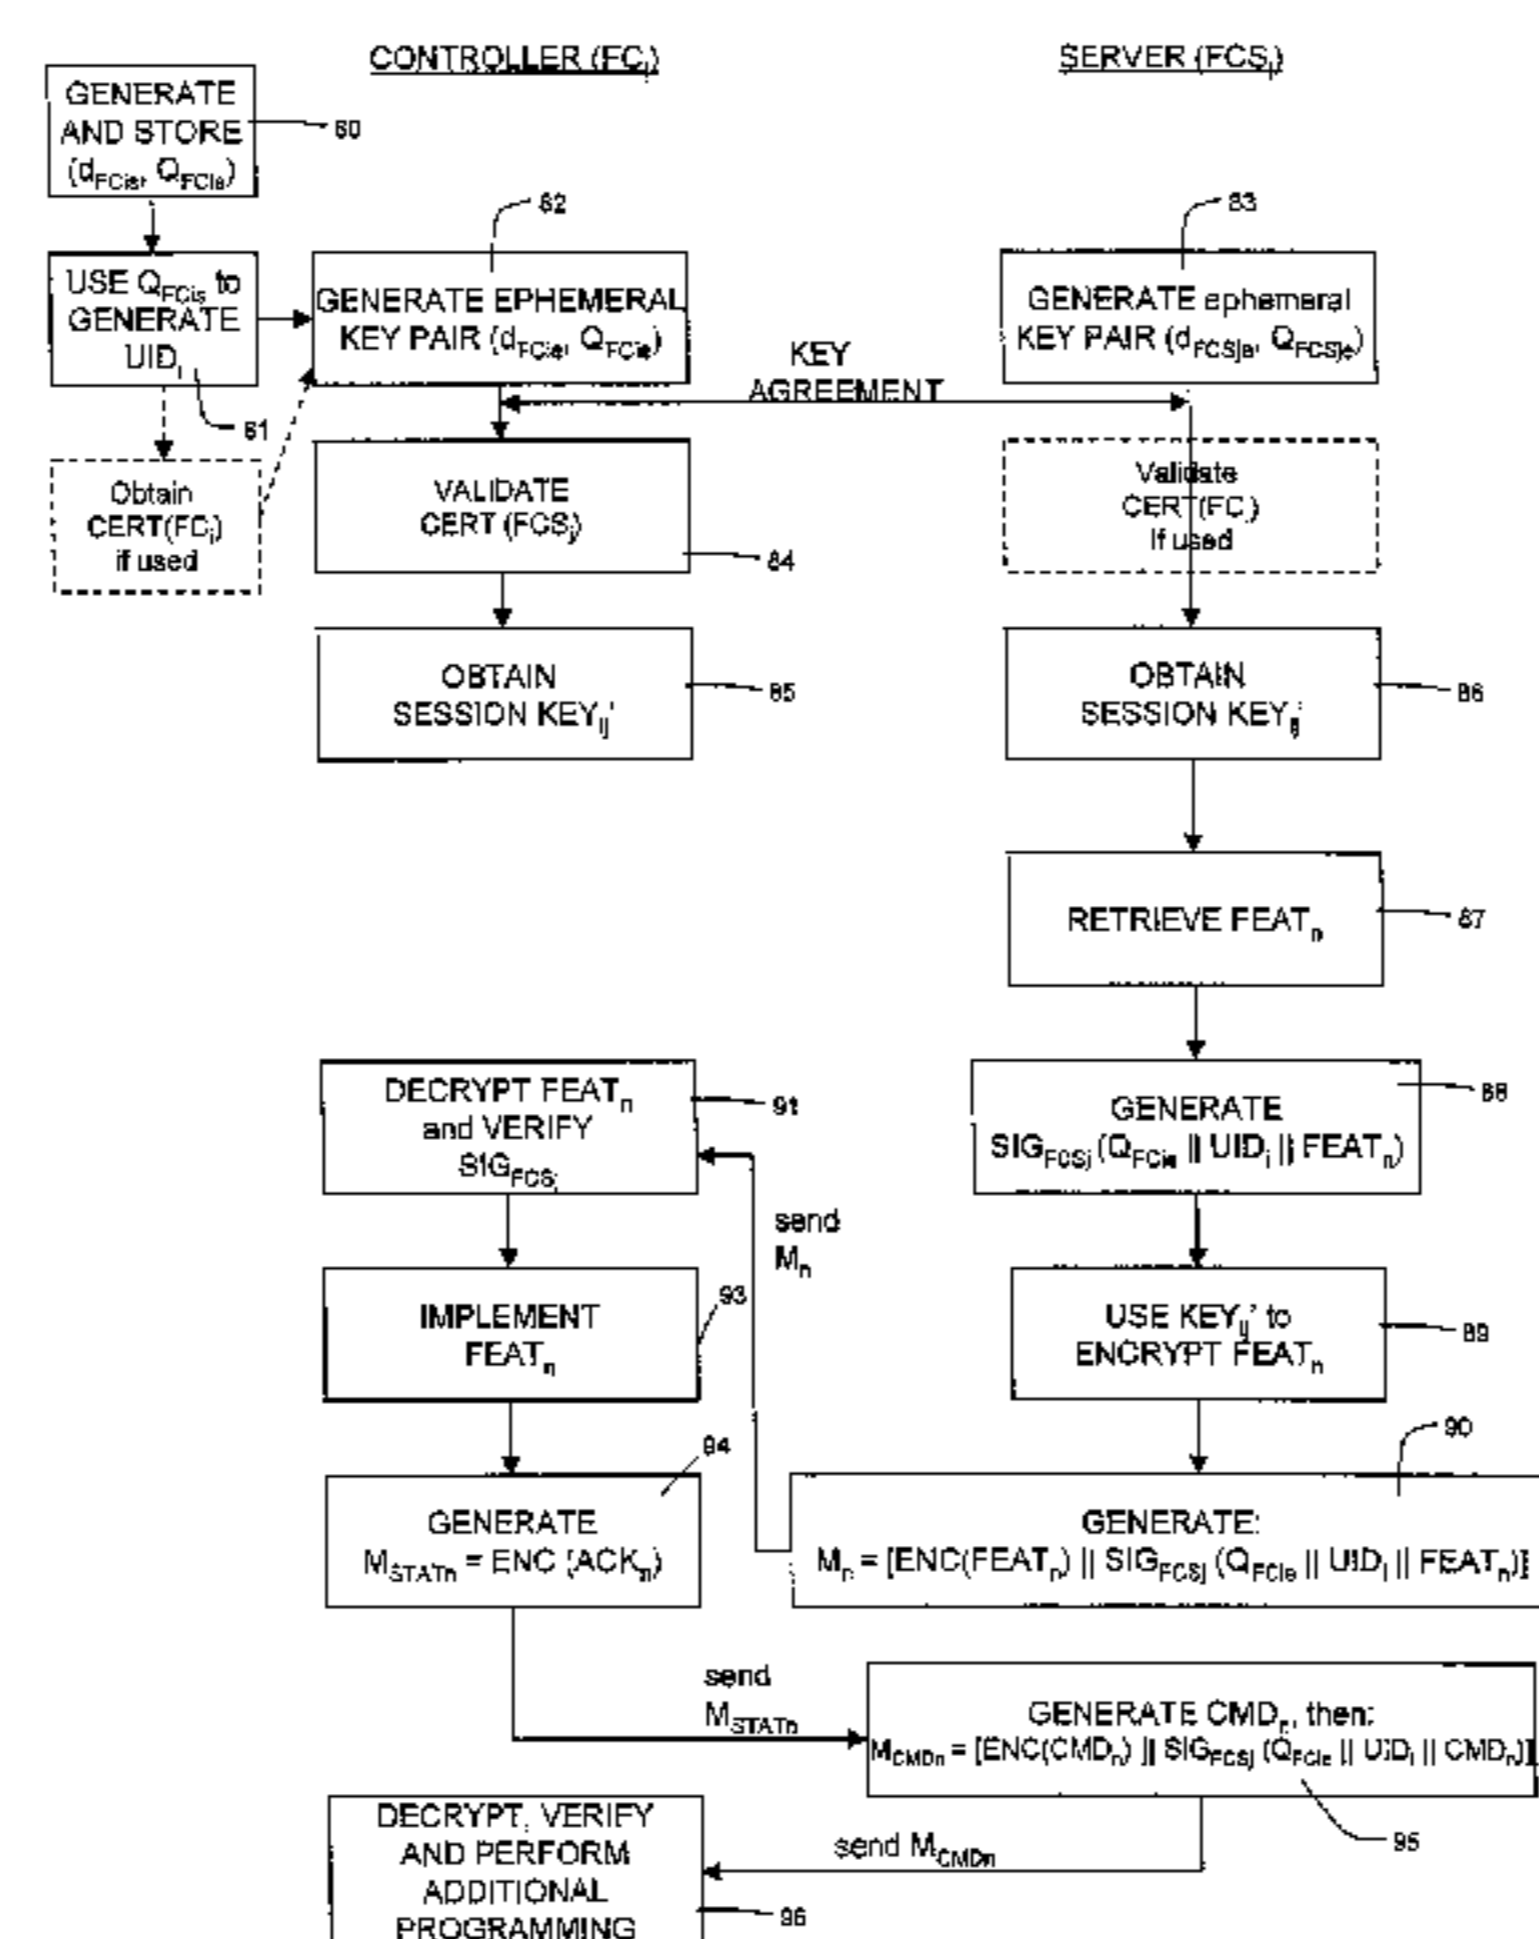 CONTROLLER (FCi)
SERVER (FCSj)
GENERATE
AND STORE
(dFCis, QFCis)
80
82
83
USE QFCis to
GENERATE
UIDi
81
GENERATE EPHEMERAL
KEY PAIR (dFCie, QFCie)
GENERATE ephemeral
KEY PAIR (dFCSje, QFCSje)
KEY
AGREEMENT
Obtain
CERT(FCi)
if used
VALIDATE
CERT (FCSj)
84
Validate
CERT(FCi)
if used
OBTAIN
SESSION KEYij'
85
OBTAIN
SESSION KEYij'
86
RETRIEVE FEATn
87
DECRYPT FEATn
and VERIFY
SIGFCSj
91
GENERATE
SIGFCSj (QFCie || UIDi || FEATn)
88
send
Mn
IMPLEMENT
FEATn
93
USE KEYij' to
ENCRYPT FEATn
89
90
94
GENERATE
MSTATn = ENC (ACKn)
GENERATE:
Mn = [ENC(FEATn) || SIGFCSj (QFCie || UIDi || FEATn)]
send
MSTATn
GENERATE CMDn, then:
MCMDn = [ENC(CMDn) || SIGFCSj (QFCie || UIDi || CMDn)]
95
send MCMDn
DECRYPT, VERIFY
AND PERFORM
ADDITIONAL
PROGRAMMING
96